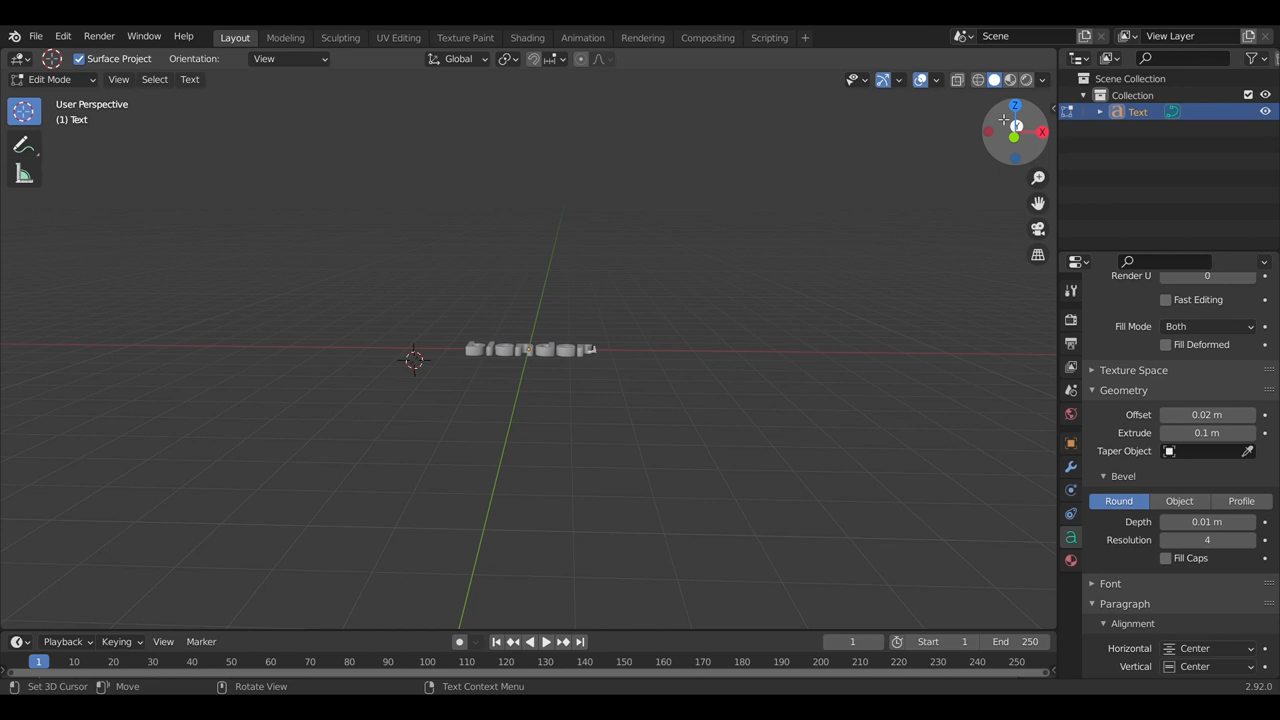 File Edit Render Window Help Layout Modeling Sculpting UV Editing Texture Paint Shading Animation Rendering Compositing Scripting + Scene View Layer
Surface Project Orientation: View Global
Edit Mode View Select Text
User Perspective
(1) Text
Z
Y
X
Scene Collection
Collection
Text
Render U 0
Fast Editing
Fill Mode Both
Fill Deformed
Texture Space
Geometry
Offset 0.02 m
Extrude 0.1 m
Taper Object
Bevel
Round Object Profile
Depth 0.01 m
Resolution 4
Fill Caps
Font
Paragraph
Alignment
Horizontal Center
Vertical Center
Playback Keying View Marker 1 Start 1 End 250
1 10 20 30 40 50 60 70 80 90 100 110 120 130 140 150 160 170 180 190 200 210 220 230 240 250
Set 3D Cursor Move Rotate View Text Context Menu 2.92.0